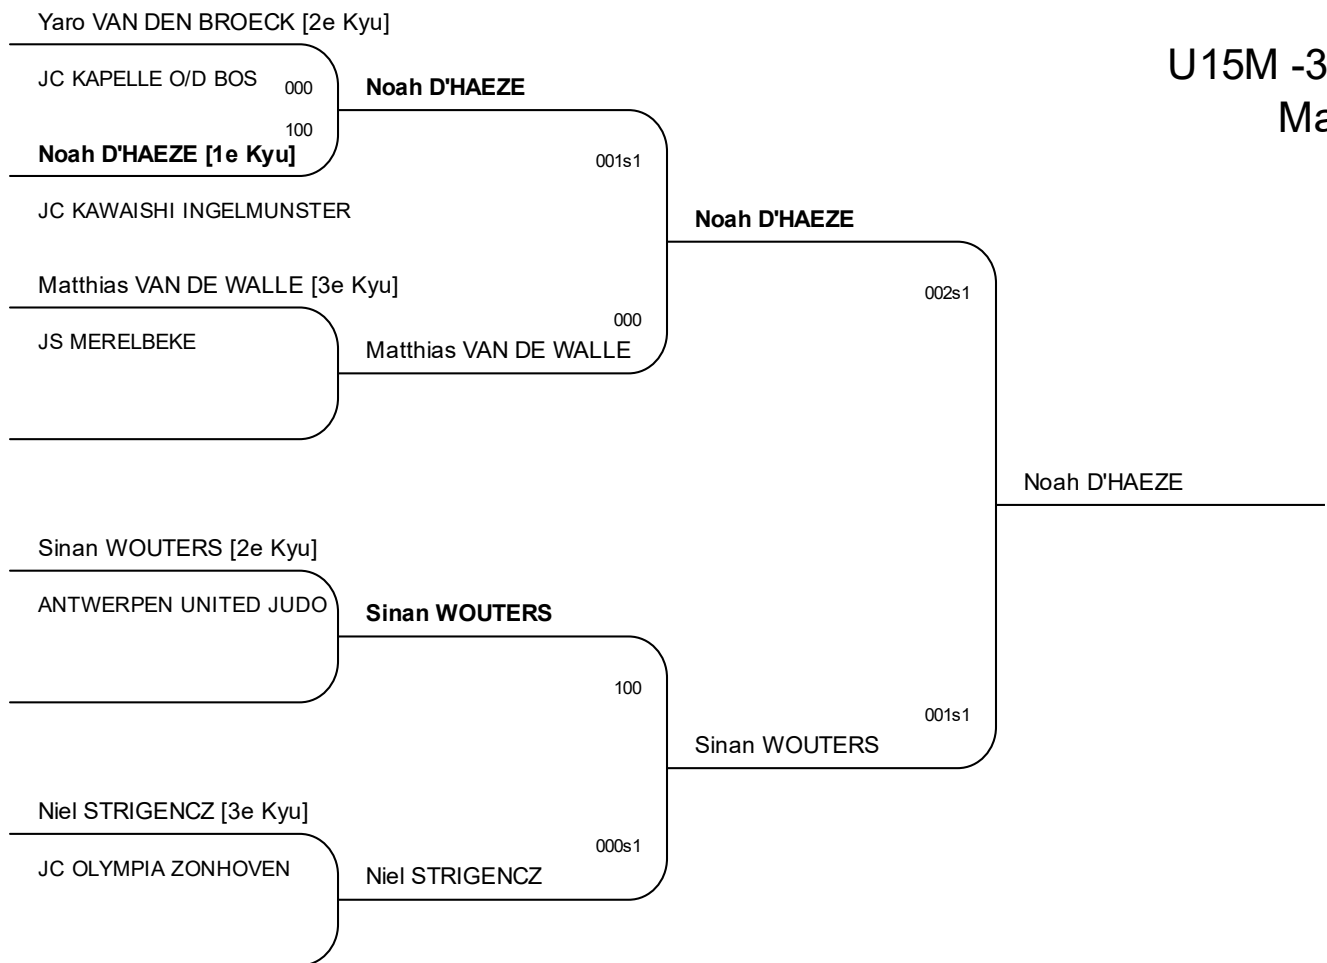 Yaro VAN DEN BROECK [2e Kyu]
JC KAPELLE O/D BOS
000
Noah D'HAEZE
U15M -3
Ma
100
Noah D'HAEZE [1e Kyu]
001s1
JC KAWAISHI INGELMUNSTER
Noah D'HAEZE
Matthias VAN DE WALLE [3e Kyu]
002s1
JS MERELBEKE
000
Matthias VAN DE WALLE
Noah D'HAEZE
Sinan WOUTERS [2e Kyu]
ANTWERPEN UNITED JUDO
Sinan WOUTERS
100
001s1
Sinan WOUTERS
Niel STRIGENCZ [3e Kyu]
JC OLYMPIA ZONHOVEN
000s1
Niel STRIGENCZ